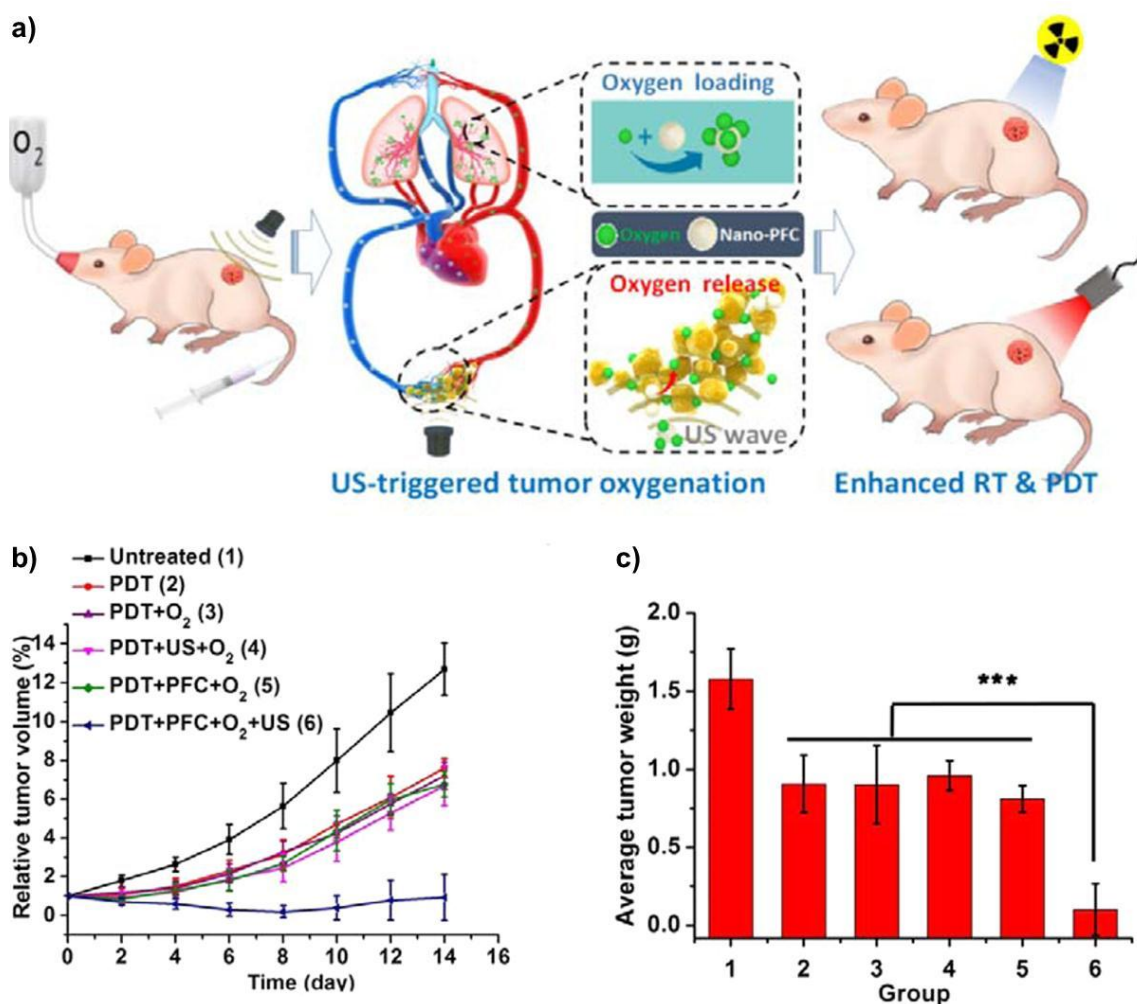 a)
O2
Oxygen loading
+
Oxygen Nano-PFC
Oxygen release
US wave
US-triggered tumor oxygenation
Enhanced RT & PDT
b)
Untreated (1)
PDT (2)
PDT+O2 (3)
PDT+US+O2 (4)
PDT+PFC+O2 (5)
PDT+PFC+O2+US (6)
Relative tumor volume (%)
14
12
10
8
6
4
2
0
0 2 4 6 8 10 12 14 16
Time (day)
c)
Average tumor weight (g)
2.0
1.5
1.0
0.5
0.0
***
1 2 3 4 5 6
Group